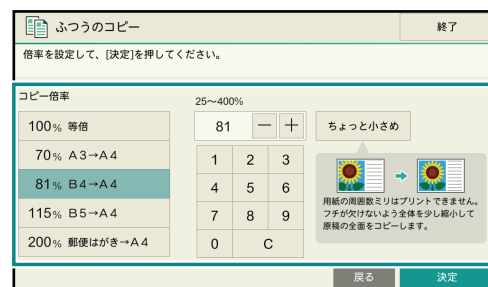 ふつうのコピー
終了
倍率を設定して、[決定]を押してください。
コピー倍率
100% 等倍
70% A3→A4
81% B4→A4
115% B5→A4
200% 郵便はがき→A4
25〜400%
81 － ＋
1 2 3
4 5 6
7 8 9
0 C
ちょっと小さめ
用紙の周囲数ミリはプリントできません。
フチが欠けないよう全体を少し縮小して
原稿の全面をコピーします。
戻る
決定